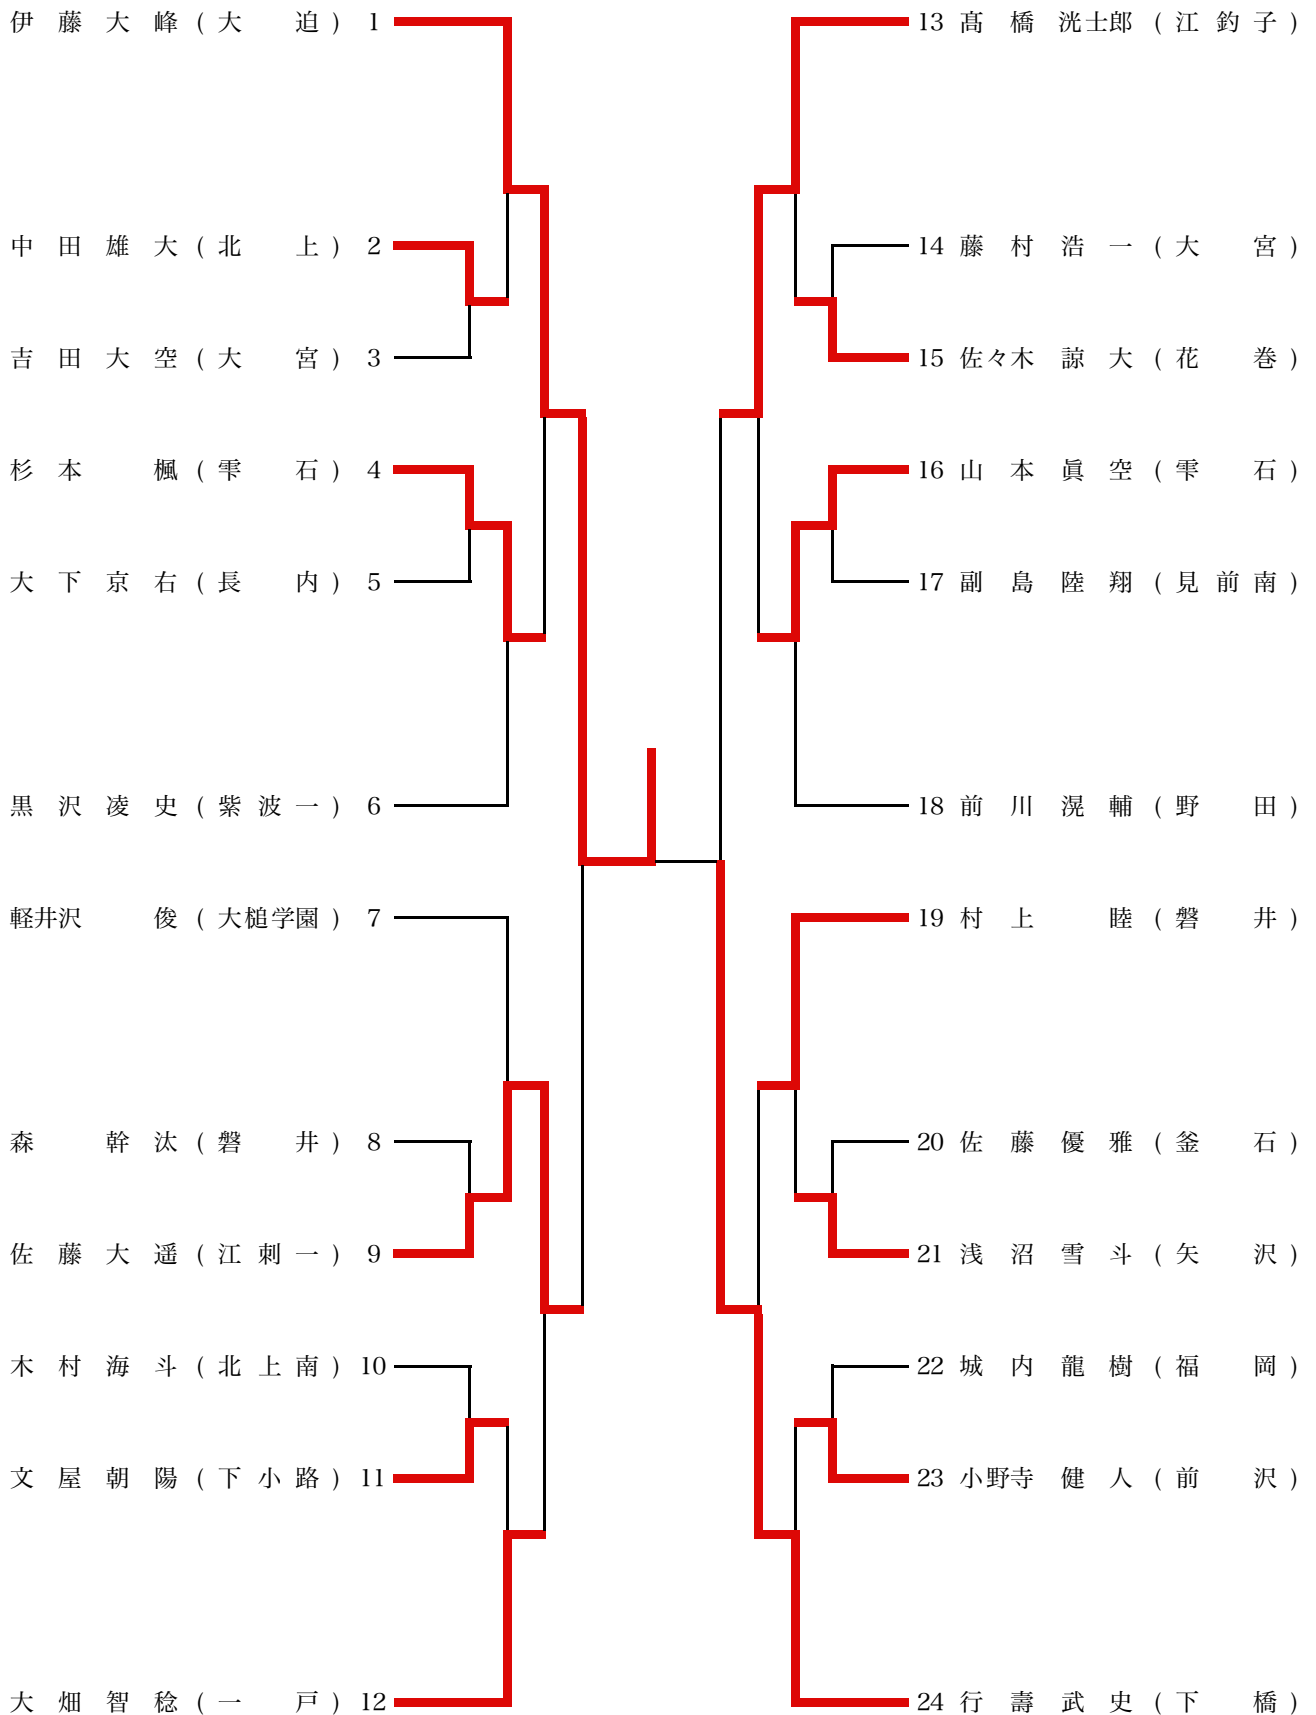 伊藤大峰(大迫) 1
中田雄大(北上) 2
吉田大空(大宮) 3
杉本楓(雫石) 4
大下京右(長内) 5
黒沢凌史(紫波一) 6
軽井沢俊(大槌学園) 7
森幹汰(磐井) 8
佐藤大遥(江刺一) 9
木村海斗(北上南) 10
文屋朝陽(下小路) 11
大畑智稔(一戸) 12
13 髙橋洸士郎(江釣子)
14 藤村浩一(大宮)
15 佐々木諒大(花巻)
16 山本眞空(雫石)
17 副島陸翔(見前南)
18 前川滉輔(野田)
19 村上睦(磐井)
20 佐藤優雅(釜石)
21 浅沼雪斗(矢沢)
22 城内龍樹(福岡)
23 小野寺健人(前沢)
24 行壽武史(下橋)